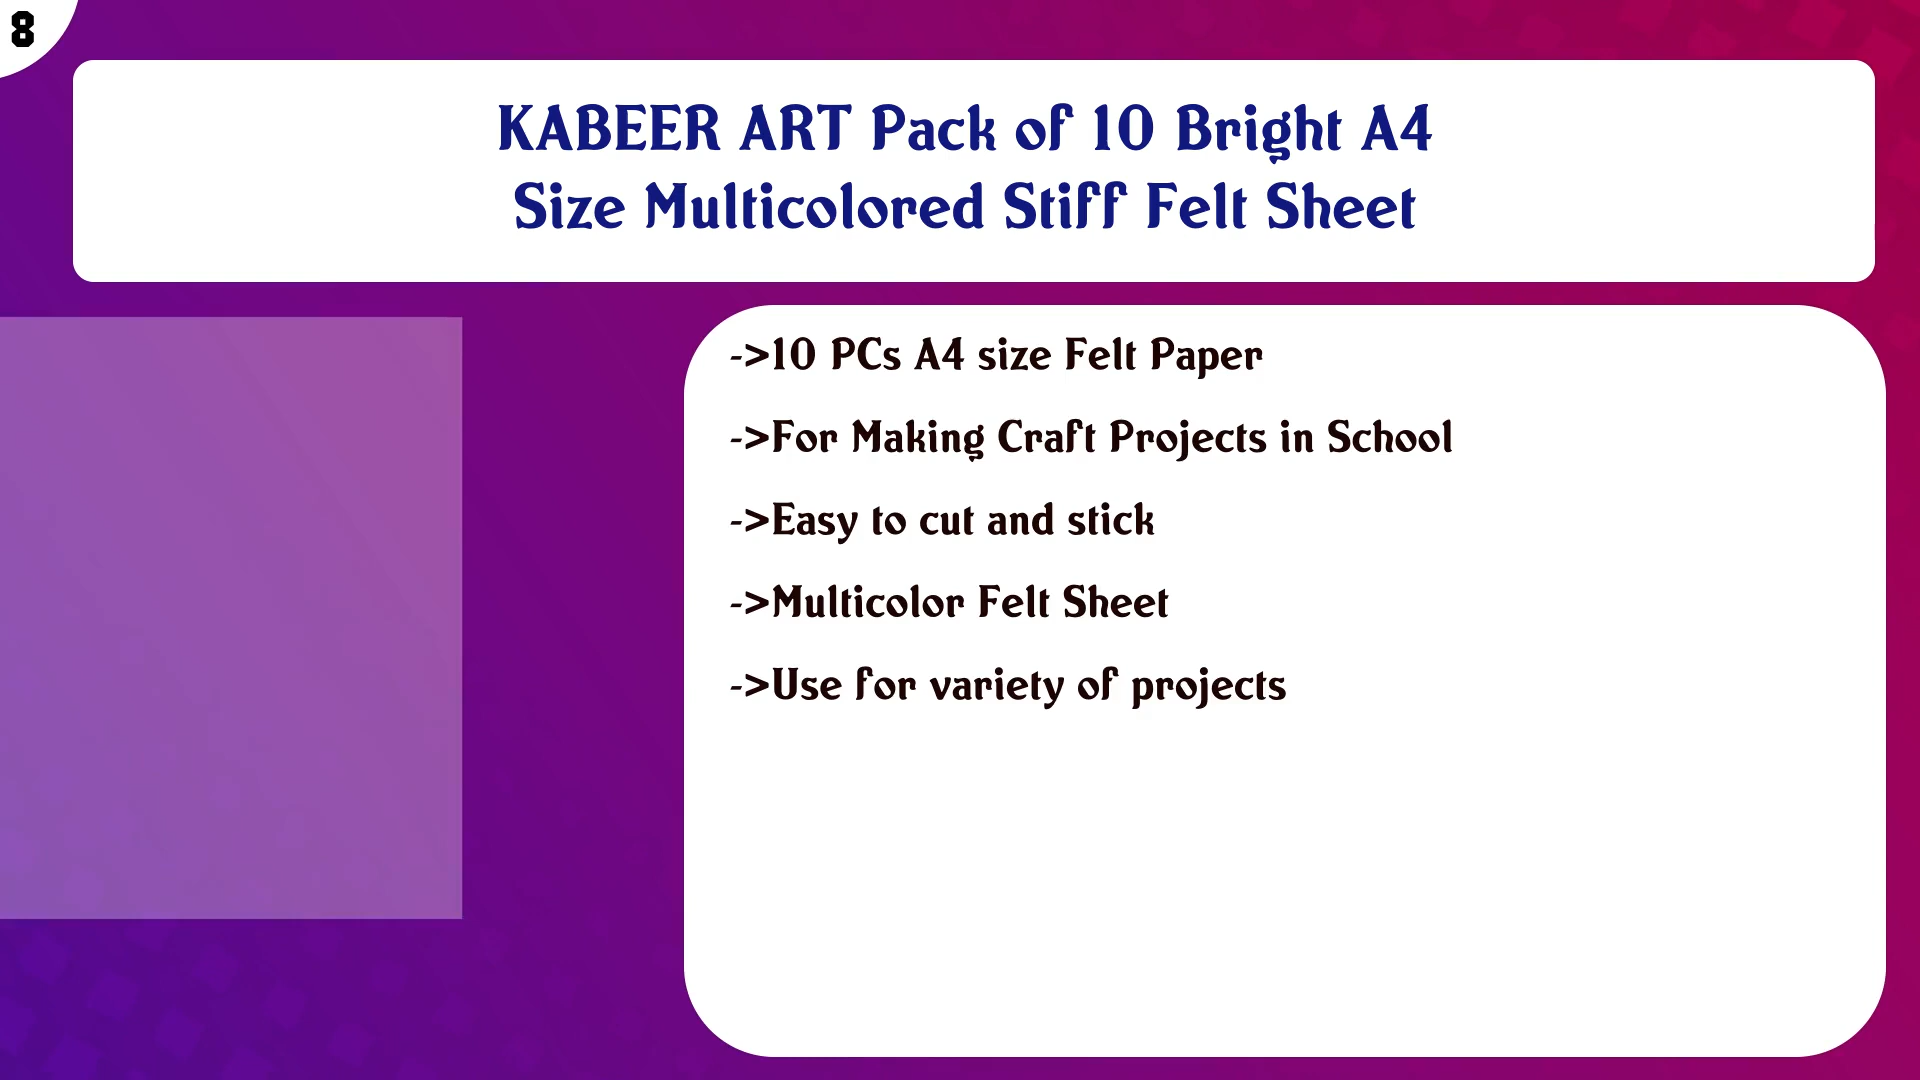 8
KABEER ART Pack of 10 Bright A4
Size Multicolored Stiff Felt Sheet
->10 PCs A4 size Felt Paper
->For Making Craft Projects in School
->Easy to cut and stick
->Multicolor Felt Sheet
->Use for variety of projects